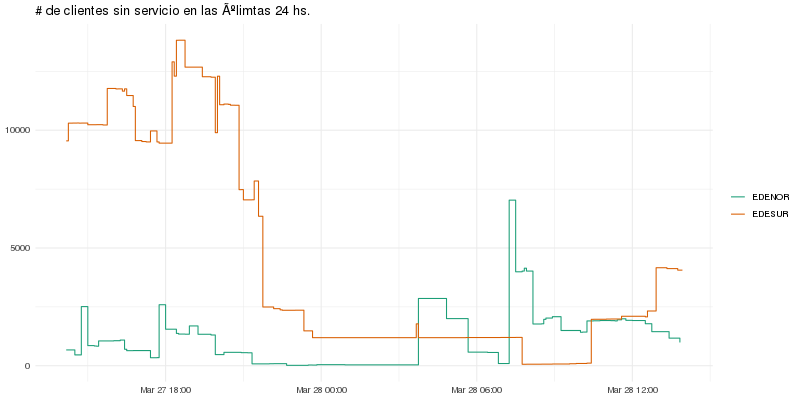 # de clientes sin servicio en las Ãºlimtas 24 hs.
10000
5000
0
Mar 27 18:00
Mar 28 00:00
Mar 28 06:00
Mar 28 12:00
EDENOR
EDESUR